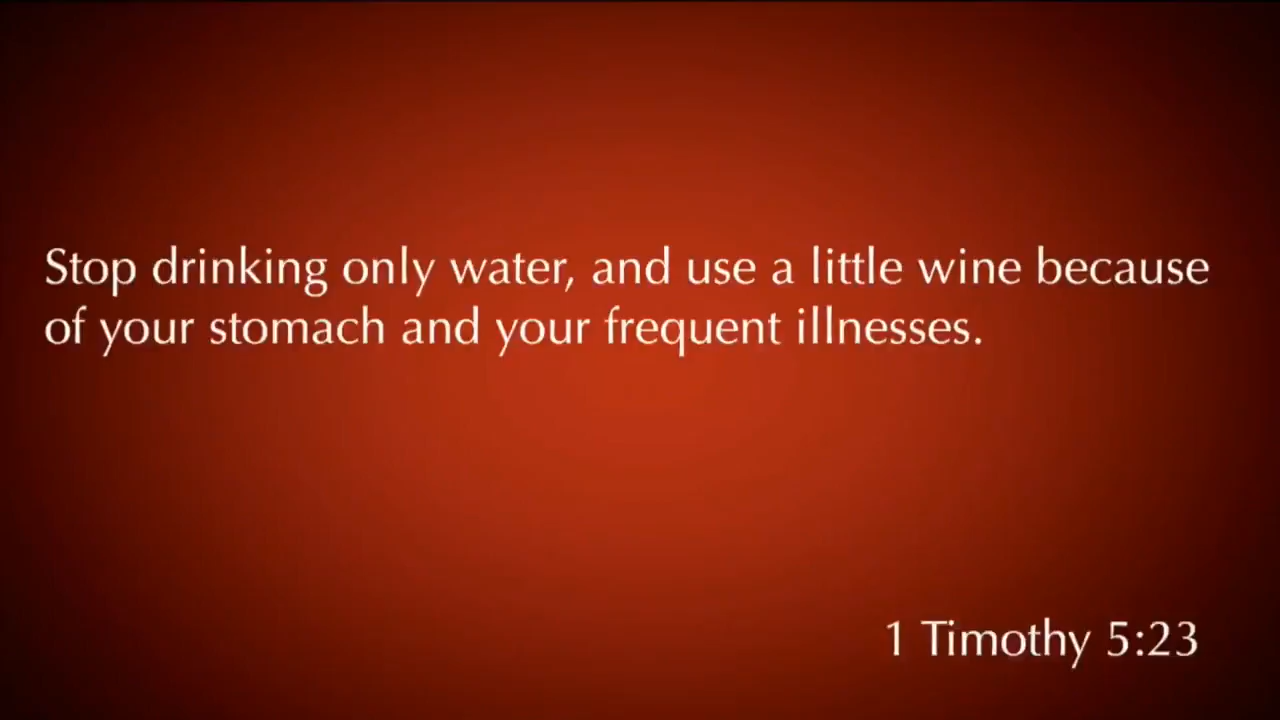 Stop drinking only water, and use a little wine because
of your stomach and your frequent illnesses.
1 Timothy 5:23